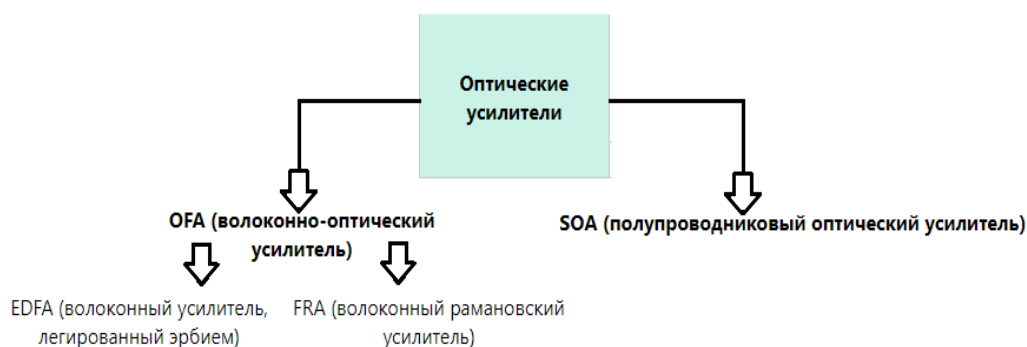 Оптические
усилители
OFA (волоконно-оптический
усилитель)
SOA (полупроводниковый оптический усилитель)
EDFA (волоконный усилитель,
легированный эрбием)
FRA (волоконный рамановский
усилитель)